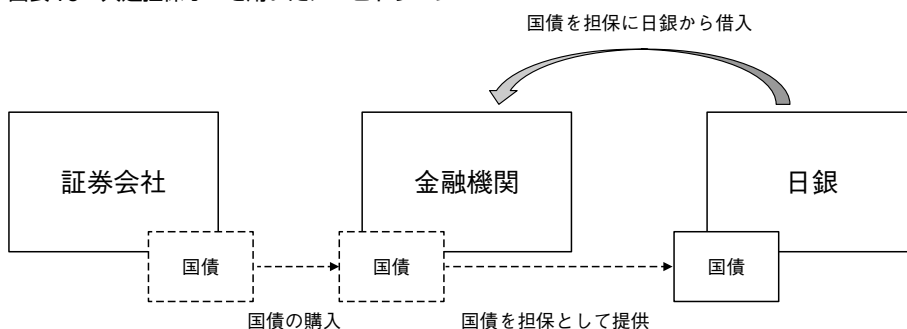 国債を担保に日銀から借入
証券会社
金融機関
日銀
国債
国債
国債
国債の購入
国債を担保として提供